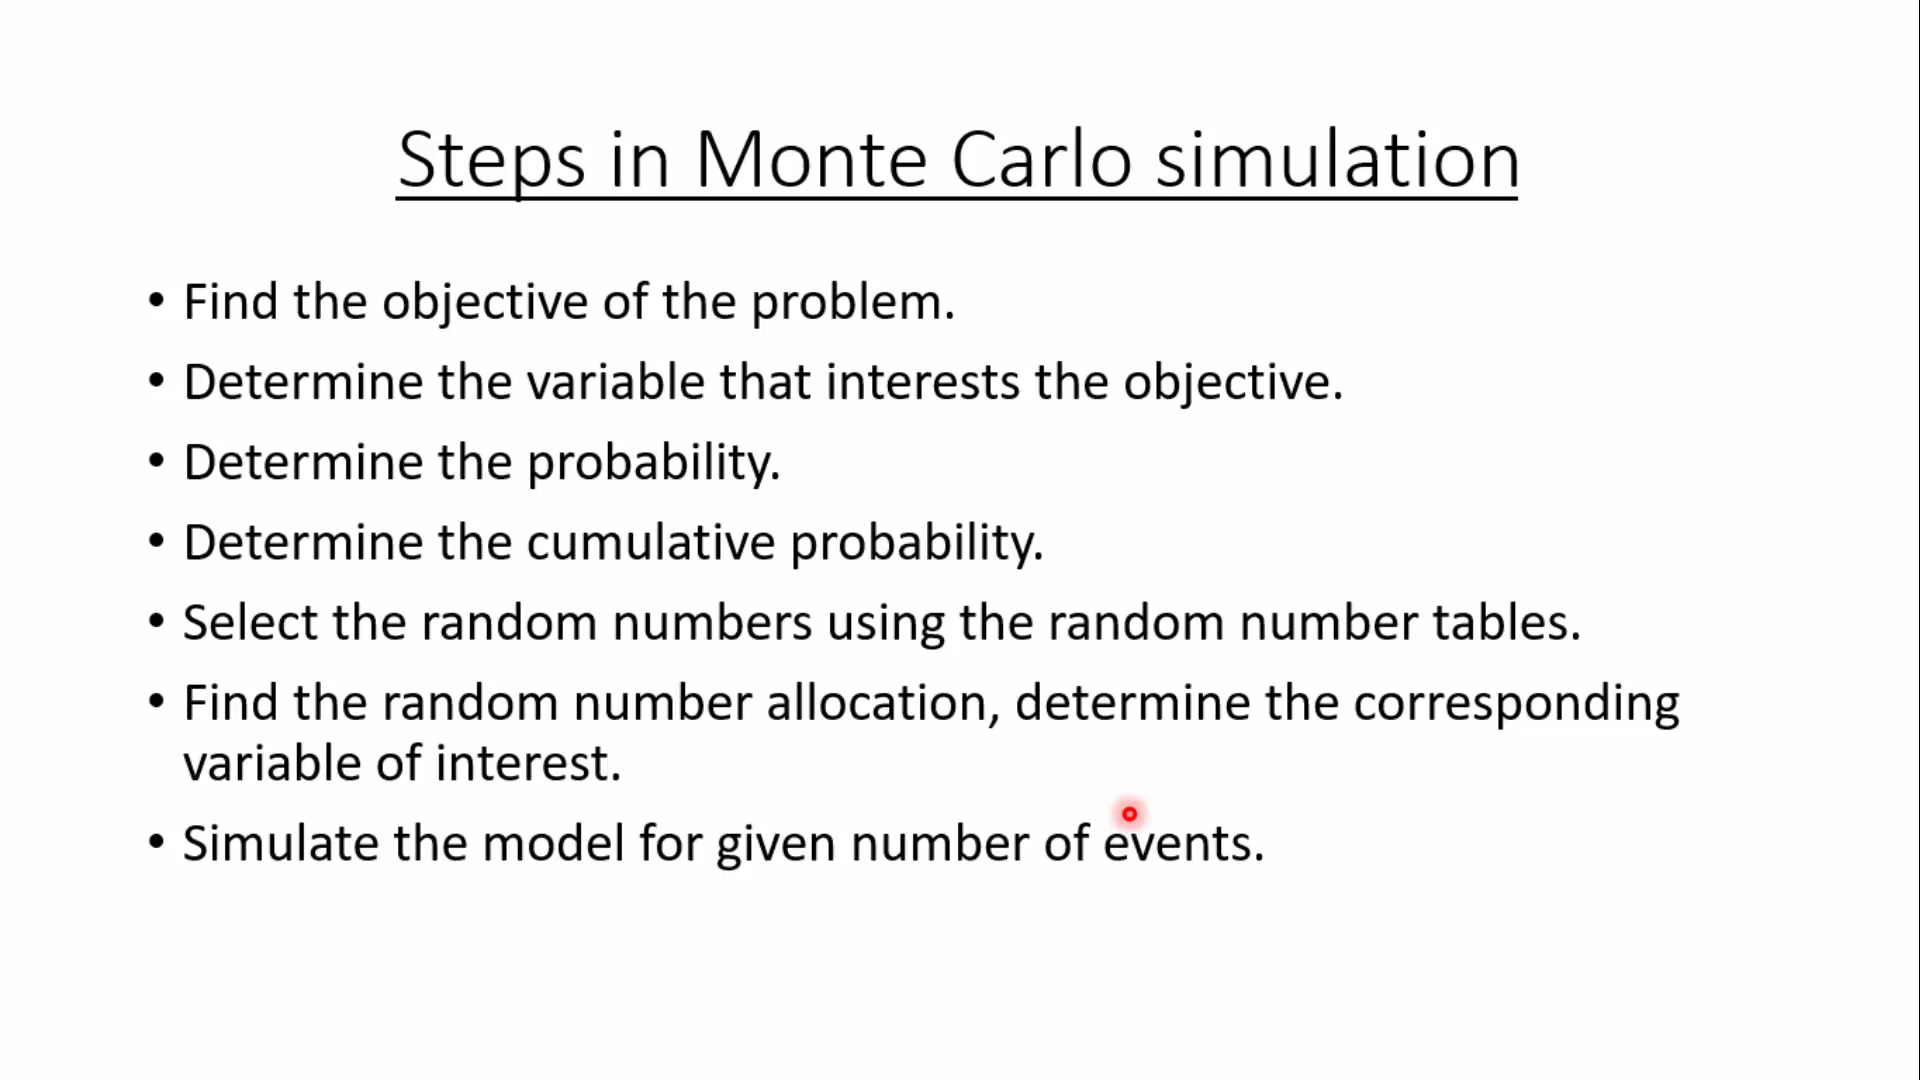 Steps in Monte Carlo simulation
• Find the objective of the problem.
• Determine the variable that interests the objective.
• Determine the probability.
• Determine the cumulative probability.
• Select the random numbers using the random number tables.
• Find the random number allocation, determine the corresponding
variable of interest.
• Simulate the model for given number of events.